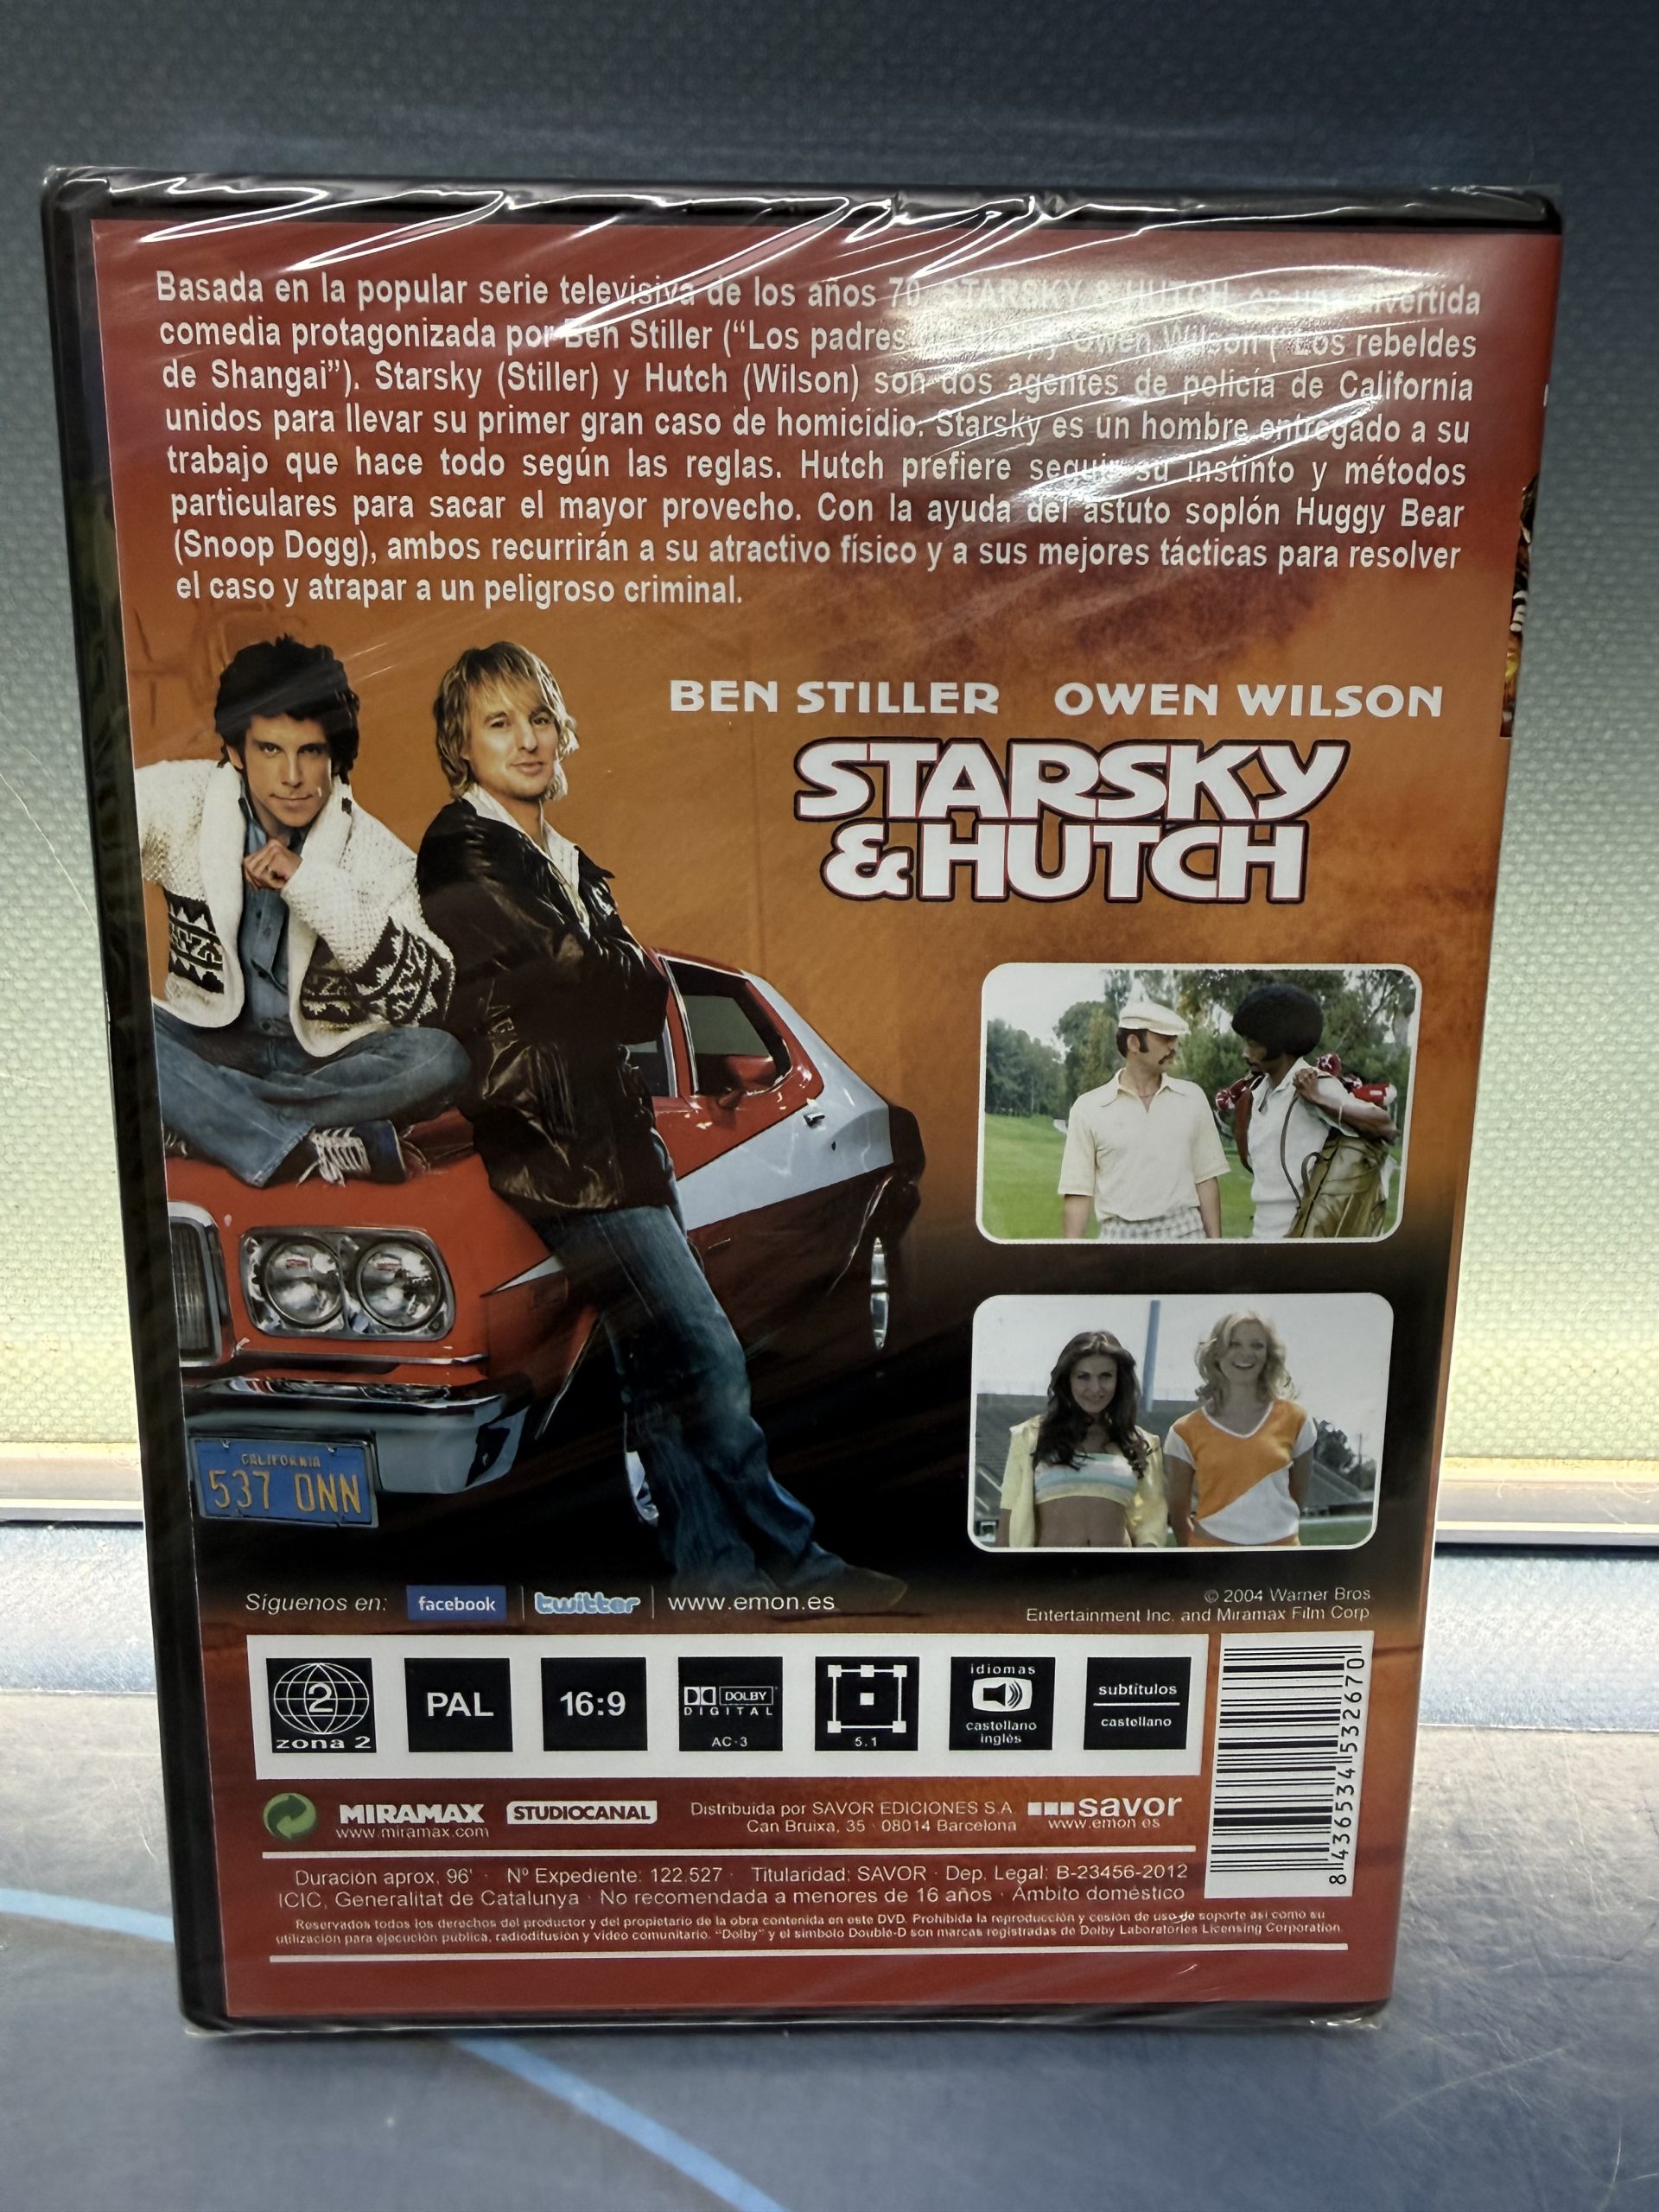 Basada en la popular serie televisiva de los años 70, STARSKY & HUTCH, es una divertida
comedia protagonizada por Ben Stiller (“Los padres y Owen Wilson (“Los rebeldes
de Shangai”). Starsky (Stiller) y Hutch (Wilson) son dos agentes de policía de California
unidos para llevar su primer gran caso de homicidio. Starsky es un hombre entregado a su
trabajo que hace todo según las reglas. Hutch prefiere seguir su instinto y métodos
particulares para sacar el mayor provecho. Con la ayuda del astuto soplón Huggy Bear
(Snoop Dogg), ambos recurrirán a su atractivo físico y a sus mejores tácticas para resolver
el caso y atrapar a un peligroso criminal.
BEN STILLER OWEN WILSON
STARSKY
& HUTCH
CALIFORNIA
537 ONN
Síguenos en: facebook | twitter | www.emon.es
© 2004 Warner Bros.
Entertainment Inc. and Miramax Film Corp.
2
zona 2
PAL
16:9
DOLBY
DIGITAL
AC-3
5.1
idiomas
castellano
inglés
subtítulos
castellano
8436534532670
MIRAMAX
www.miramax.com
STUDIOCANAL
Distribuida por SAVOR EDICIONES S.A.
Can Bruixa, 35 · 08014 Barcelona
savor
www.emon.es
Duración aprox. 96' · Nº Expediente: 122.527 · Titularidad: SAVOR · Dep. Legal: B-23456-2012
ICIC, Generalitat de Catalunya · No recomendada a menores de 16 años · Ámbito doméstico
Reservados todos los derechos del productor y del propietario de la obra contenida en este DVD. Prohibida la reproducción y cesión de uso de soporte así como su
utilización para ejecución pública, radiodifusión y vídeo comunitario. "Dolby" y el símbolo Double-D son marcas registradas de Dolby Laboratories Licensing Corporation.